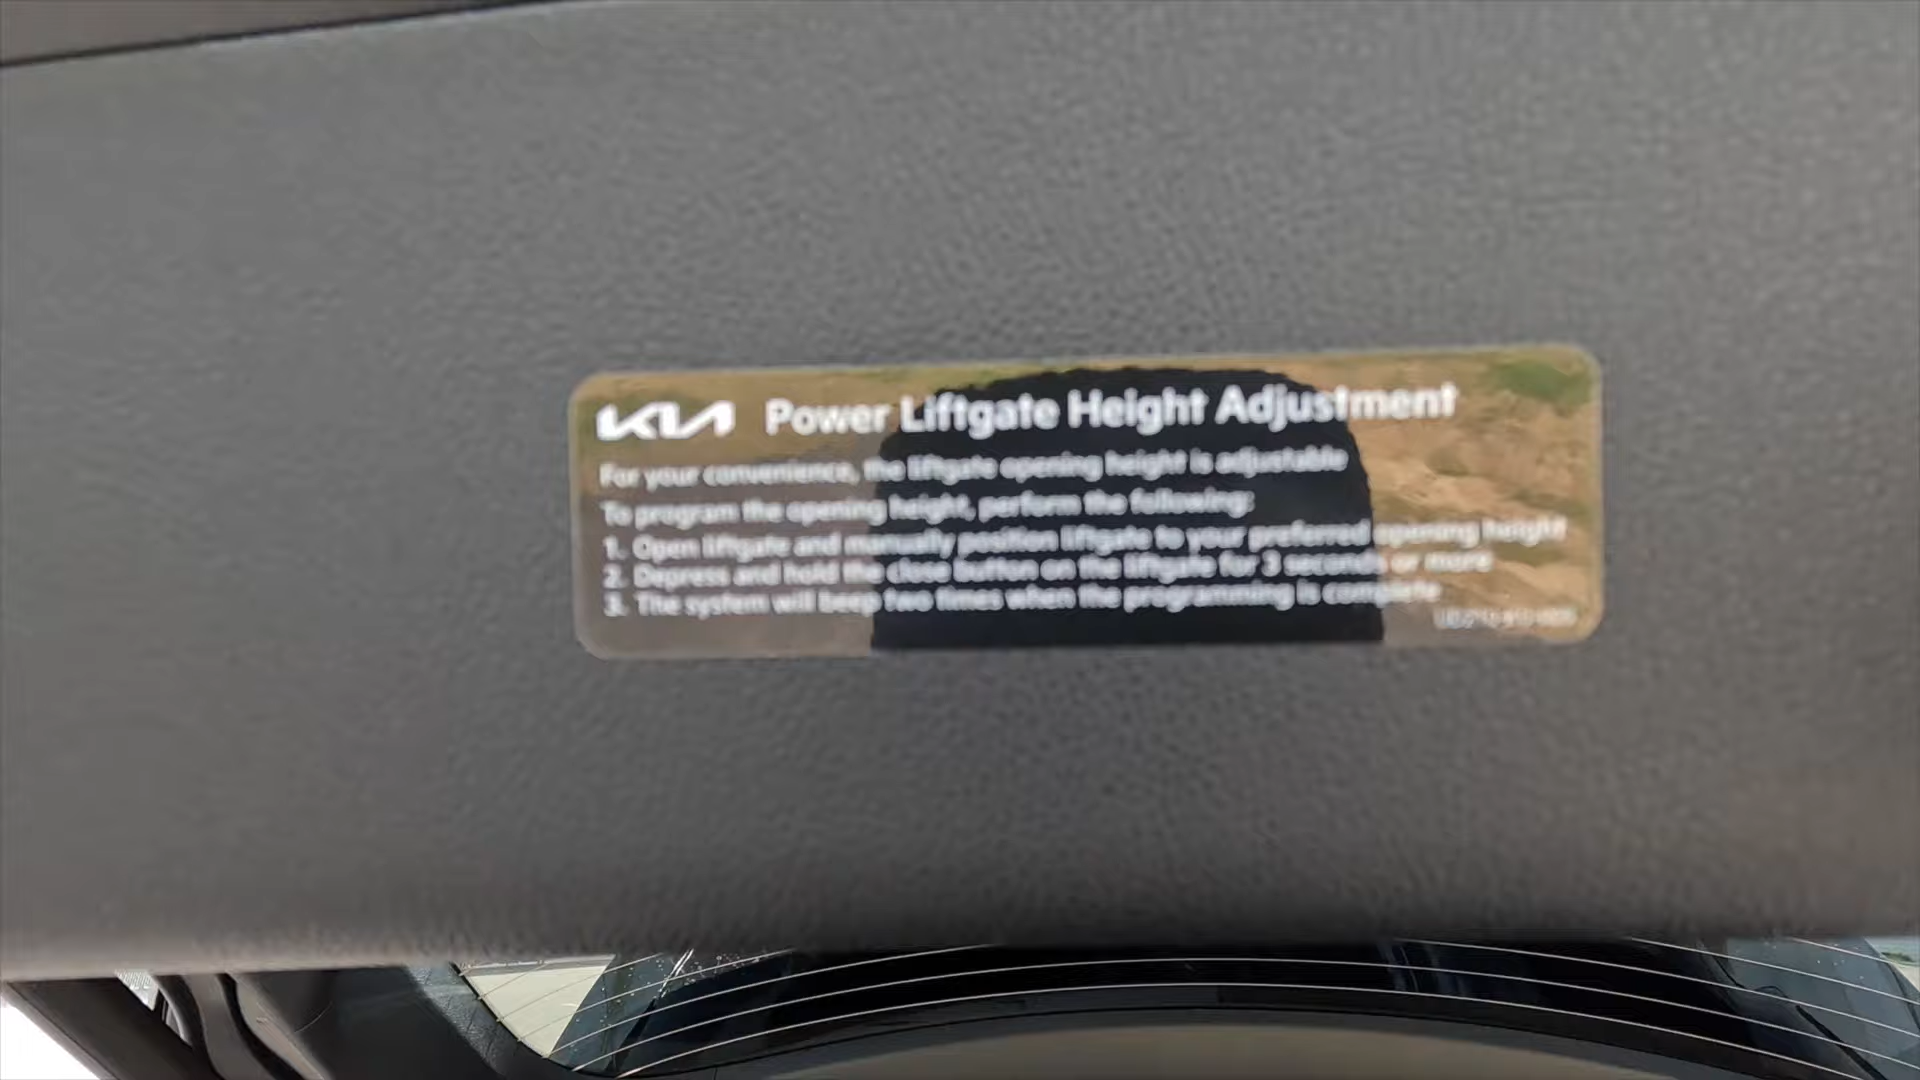 KIA Power Liftgate Height Adjustment
For your convenience, the liftgate opening height is adjustable
To program the opening height, perform the following:
1. Open liftgate and manually position liftgate to your preferred opening height
2. Depress and hold the close button on the liftgate for 3 seconds or more
3. The system will beep two times when the programming is complete